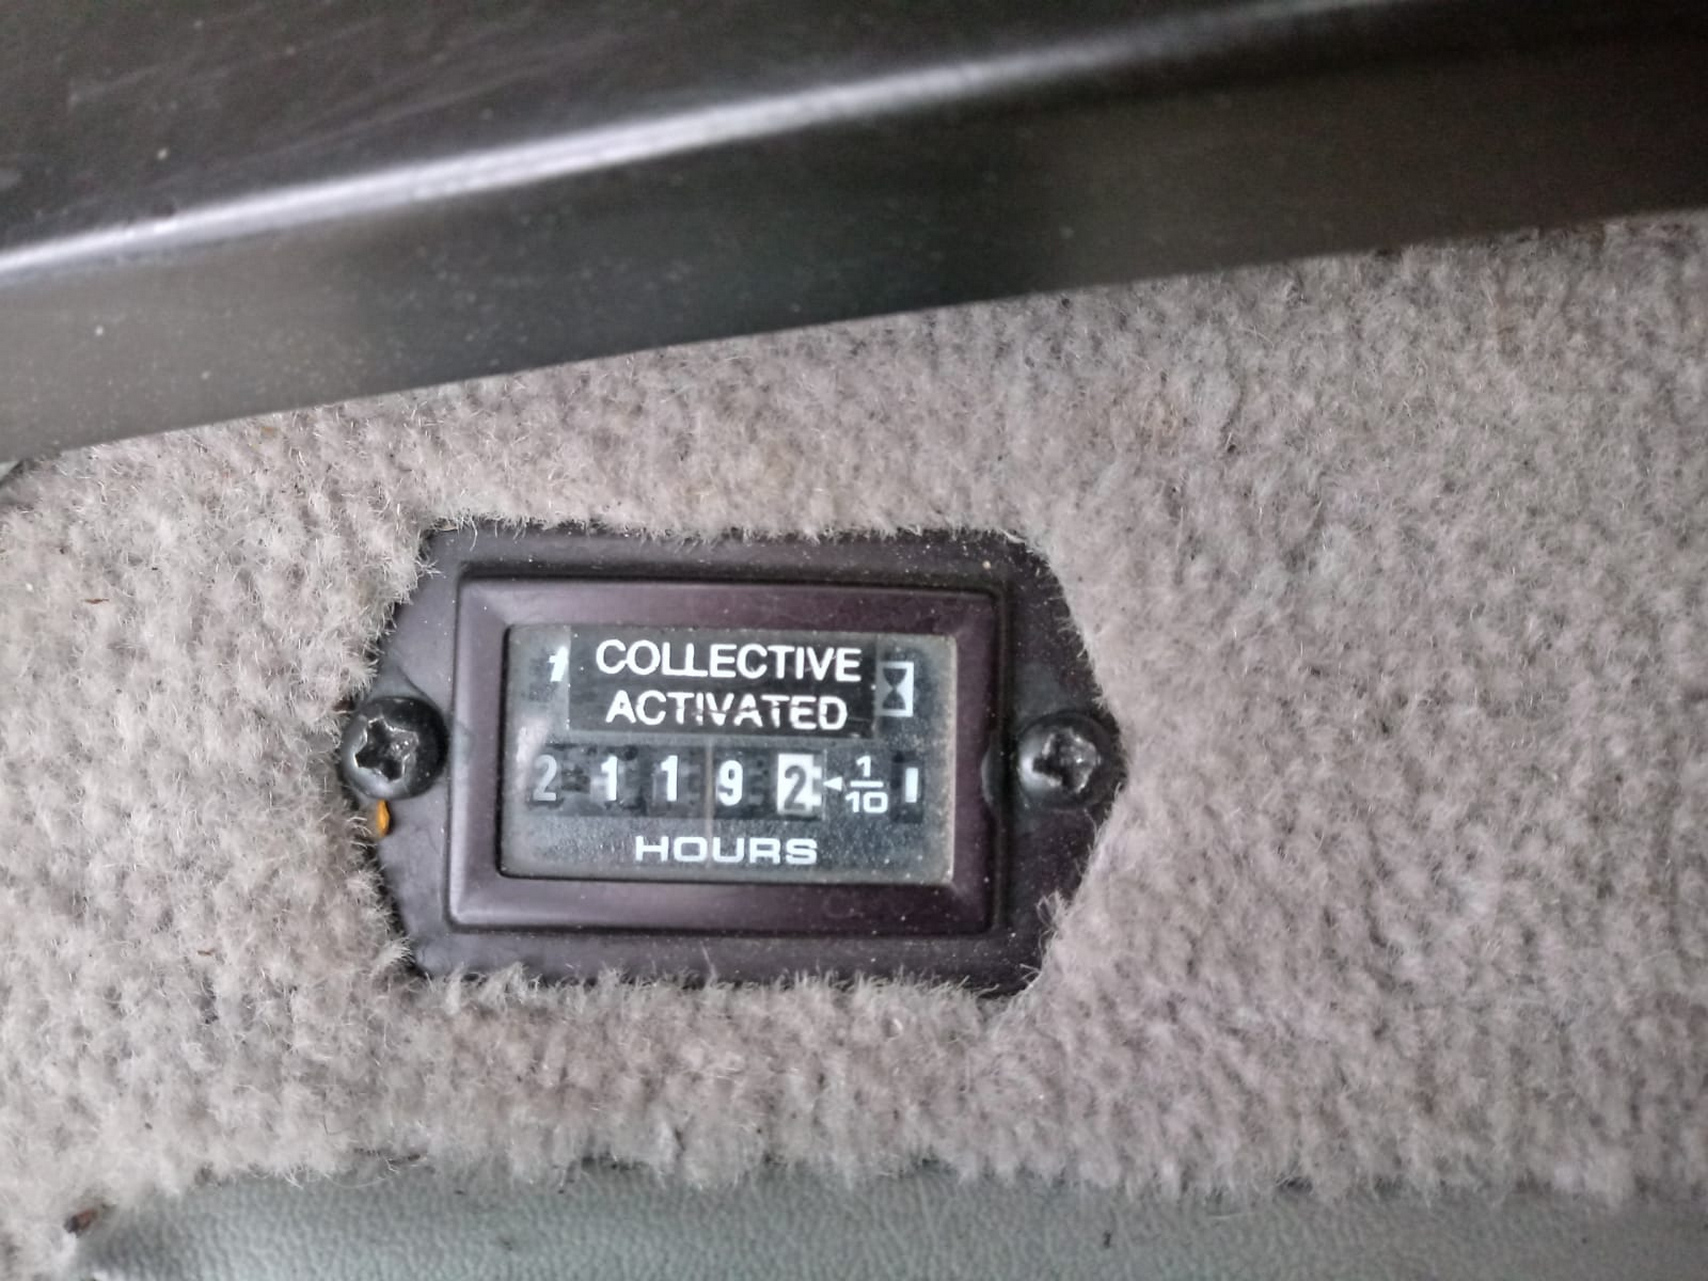 COLLECTIVE
ACTIVATED
2 1 1 9 2 1/10
HOURS